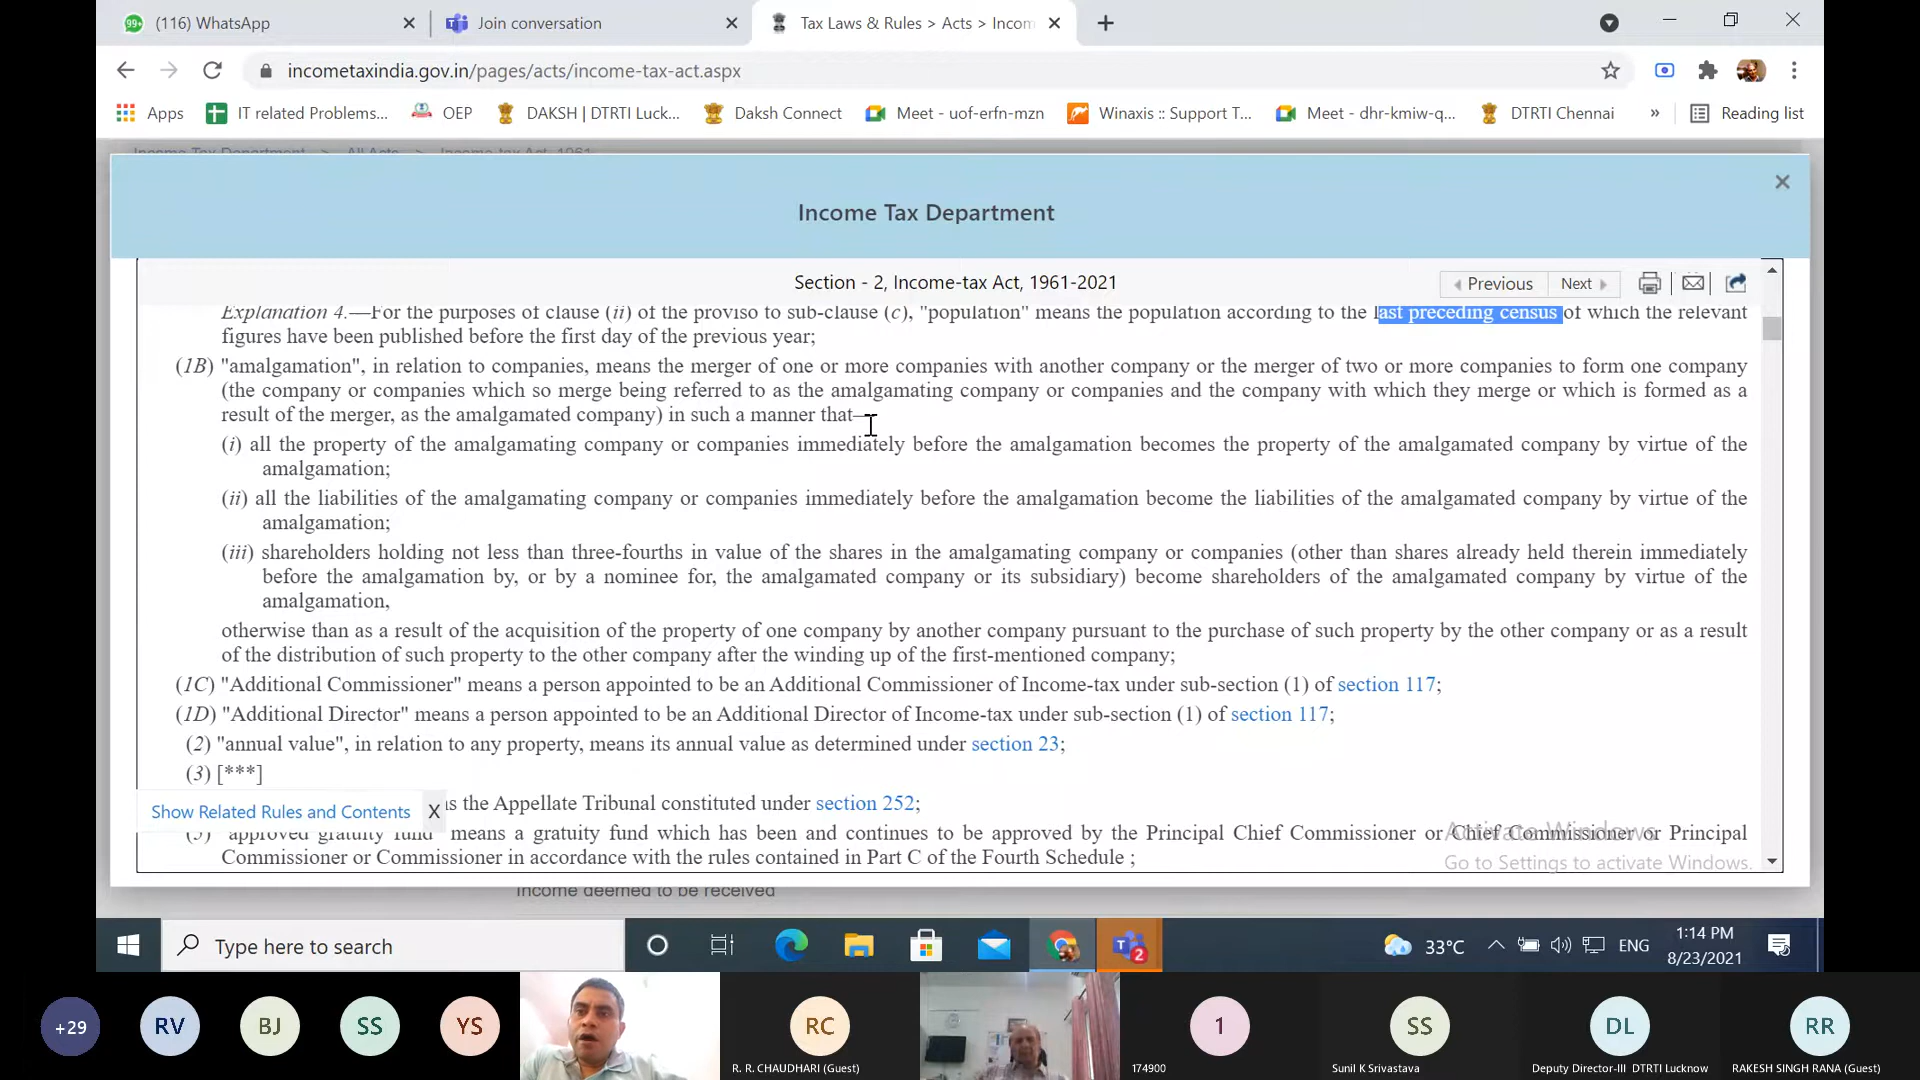 99+ (116) WhatsApp Join conversation Tax Laws & Rules > Acts > Incom
incometaxindia.gov.in/pages/acts/income-tax-act.aspx
Apps IT related Problems... OEP DAKSH | DTRTI Luck... Daksh Connect Meet - uof-erfn-mzn Winaxis :: Support T... Meet - dhr-kmiw-q... DTRTI Chennai » Reading list
Income Tax Department > All Acts > Income-tax Act, 1961
Income Tax Department
Section - 2, Income-tax Act, 1961-2021 Previous Next
Explanation 4.—For the purposes of clause (ii) of the proviso to sub-clause (c), "population" means the population according to the last preceding census of which the relevant
figures have been published before the first day of the previous year;
(1B) "amalgamation", in relation to companies, means the merger of one or more companies with another company or the merger of two or more companies to form one company
(the company or companies which so merge being referred to as the amalgamating company or companies and the company with which they merge or which is formed as a
result of the merger, as the amalgamated company) in such a manner that—
(i) all the property of the amalgamating company or companies immediately before the amalgamation becomes the property of the amalgamated company by virtue of the
amalgamation;
(ii) all the liabilities of the amalgamating company or companies immediately before the amalgamation become the liabilities of the amalgamated company by virtue of the
amalgamation;
(iii) shareholders holding not less than three-fourths in value of the shares in the amalgamating company or companies (other than shares already held therein immediately
before the amalgamation by, or by a nominee for, the amalgamated company or its subsidiary) become shareholders of the amalgamated company by virtue of the
amalgamation,
otherwise than as a result of the acquisition of the property of one company by another company pursuant to the purchase of such property by the other company or as a result
of the distribution of such property to the other company after the winding up of the first-mentioned company;
(1C) "Additional Commissioner" means a person appointed to be an Additional Commissioner of Income-tax under sub-section (1) of section 117;
(1D) "Additional Director" means a person appointed to be an Additional Director of Income-tax under sub-section (1) of section 117;
(2) "annual value", in relation to any property, means its annual value as determined under section 23;
(3) [***]
Show Related Rules and Contents X
s the Appellate Tribunal constituted under section 252;
(5) "approved gratuity fund" means a gratuity fund which has been and continues to be approved by the Principal Chief Commissioner or Chief Commissioner or Principal
Commissioner or Commissioner in accordance with the rules contained in Part C of the Fourth Schedule ;
Activate Windows
Go to Settings to activate Windows.
Income deemed to be received
Type here to search 2 33°C ENG 1:14 PM
8/23/2021
+29 RV BJ SS YS RC 1 SS DL RR
R. R. CHAUDHARI (Guest) 174900 Sunil K Srivastava Deputy Director-III DTRTI Lucknow RAKESH SINGH RANA (Guest)